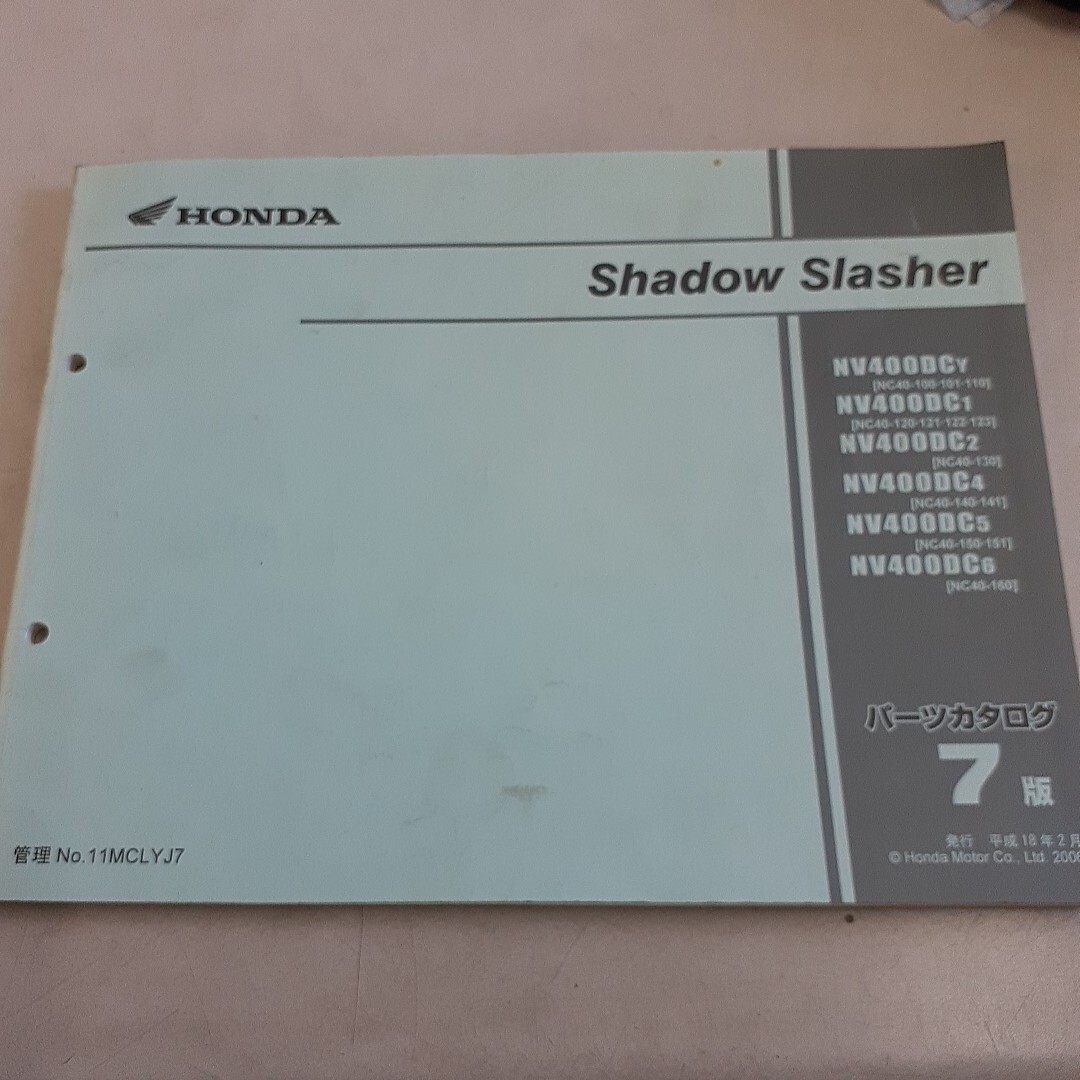 HONDA
Shadow Slasher
NV400DCY
[NC40-100·101·110]
NV400DC1
[NC40-120·121·122·123]
NV400DC2
[NC40-130]
NV400DC4
[NC40-140·141]
NV400DC5
[NC40-150·151]
NV400DC6
[NC40-160]
パーツカタログ
7 版
管理 No.11MCLYJ7
発行 平成18年2月
© Honda Motor Co., Ltd. 2006